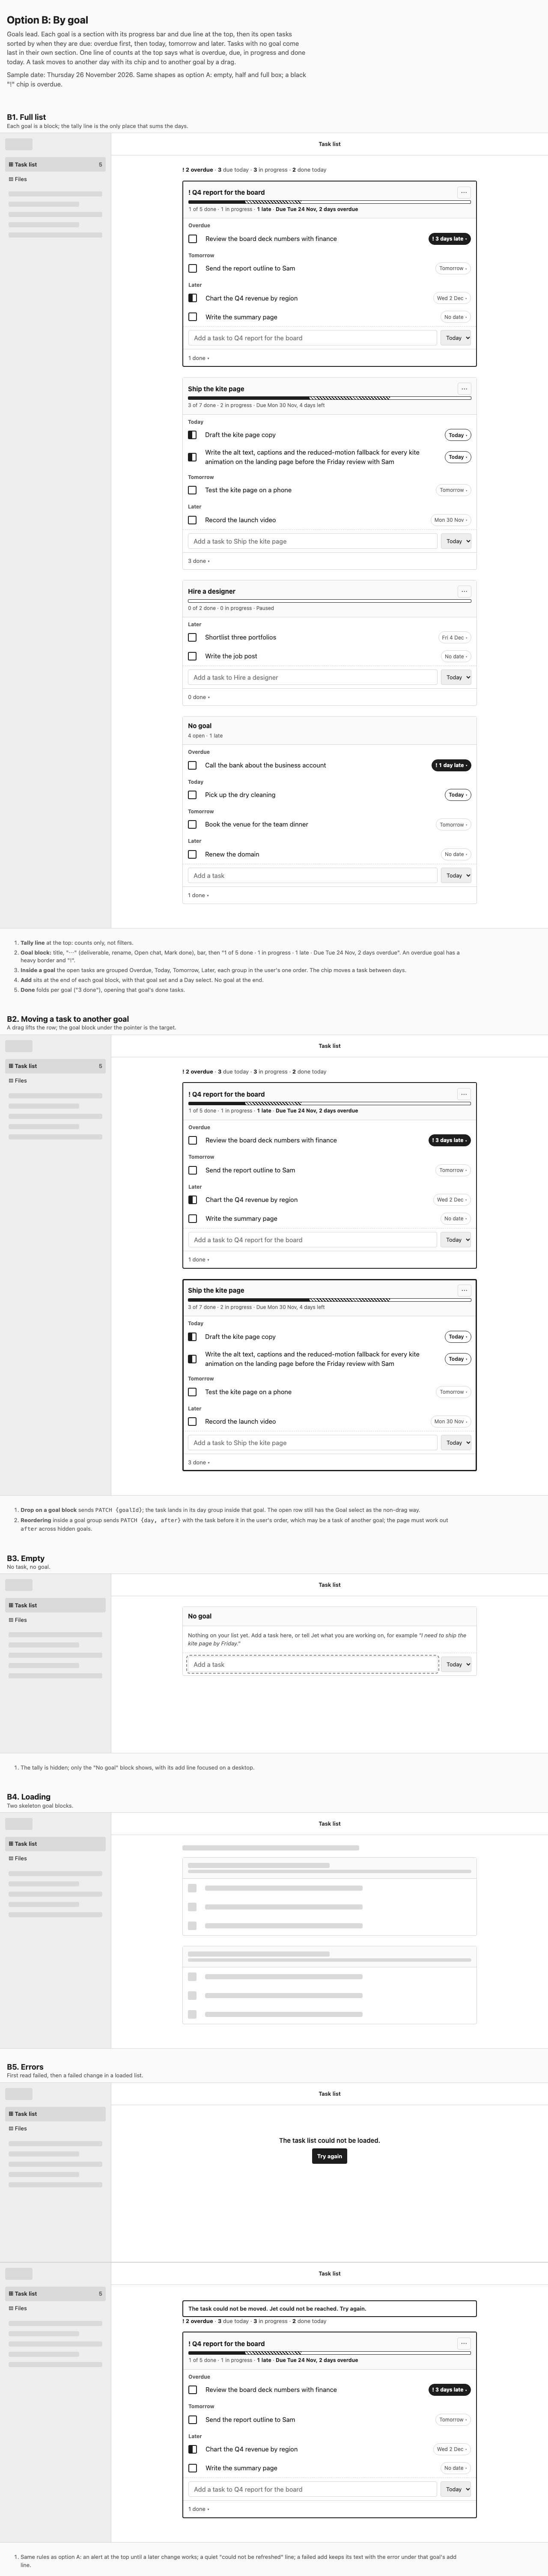 Option B: By goal
Goals lead. Each goal is a section with its progress bar and due line at the top, then its open tasks
sorted by when they are due: overdue first, then today, tomorrow and later. Tasks with no goal come
last in their own section. One line of counts at the top says what is overdue, due, in progress and done
today. A task moves to another day with its chip and to another goal by a drag.
Sample date: Thursday 26 November 2026. Same shapes as option A: empty, half and full box; a black
"!" chip is overdue.
B1. Full list
Each goal is a block; the tally line is the only place that sums the days.
Task list
Task list 5
Files
! 2 overdue · 3 due today · 3 in progress · 2 done today
! Q4 report for the board ···
1 of 5 done · 1 in progress · 1 late · Due Tue 24 Nov, 2 days overdue
Overdue
Review the board deck numbers with finance ! 3 days late
Tomorrow
Send the report outline to Sam Tomorrow
Later
Chart the Q4 revenue by region Wed 2 Dec
Write the summary page No date
Add a task to Q4 report for the board Today
1 done
Ship the kite page ···
3 of 7 done · 2 in progress · Due Mon 30 Nov, 4 days left
Today
Draft the kite page copy Today
Write the alt text, captions and the reduced-motion fallback for every kite
animation on the landing page before the Friday review with Sam Today
Tomorrow
Test the kite page on a phone Tomorrow
Later
Record the launch video Mon 30 Nov
Add a task to Ship the kite page Today
3 done
Hire a designer ···
0 of 2 done · 0 in progress · Paused
Later
Shortlist three portfolios Fri 4 Dec
Write the job post No date
Add a task to Hire a designer Today
0 done
No goal
4 open · 1 late
Overdue
Call the bank about the business account ! 1 day late
Today
Pick up the dry cleaning Today
Tomorrow
Book the venue for the team dinner Tomorrow
Later
Renew the domain No date
Add a task Today
1 done
1. Tally line at the top: counts only, not filters.
2. Goal block: title, "···" (deliverable, rename, Open chat, Mark done), bar, then "1 of 5 done · 1 in progress · 1 late · Due Tue 24 Nov, 2 days overdue". An overdue goal has a
heavy border and "!".
3. Inside a goal the open tasks are grouped Overdue, Today, Tomorrow, Later, each group in the user's one order. The chip moves a task between days.
4. Add sits at the end of each goal block, with that goal set and a Day select. No goal at the end.
5. Done folds per goal ("3 done"), opening that goal's done tasks.
B2. Moving a task to another goal
A drag lifts the row; the goal block under the pointer is the target.
Task list
Task list 5
Files
! 2 overdue · 3 due today · 3 in progress · 2 done today
! Q4 report for the board ···
1 of 5 done · 1 in progress · 1 late · Due Tue 24 Nov, 2 days overdue
Overdue
Review the board deck numbers with finance ! 3 days late
Tomorrow
Send the report outline to Sam Tomorrow
Later
Chart the Q4 revenue by region Wed 2 Dec
Write the summary page No date
Add a task to Q4 report for the board Today
1 done
Ship the kite page ···
3 of 7 done · 2 in progress · Due Mon 30 Nov, 4 days left
Today
Draft the kite page copy Today
Write the alt text, captions and the reduced-motion fallback for every kite
animation on the landing page before the Friday review with Sam Today
Tomorrow
Test the kite page on a phone Tomorrow
Later
Record the launch video Mon 30 Nov
Add a task to Ship the kite page Today
3 done
1. Drop on a goal block sends PATCH {goalId}; the task lands in its day group inside that goal. The open row still has the Goal select as the non-drag way.
2. Reordering inside a goal group sends PATCH {day, after} with the task before it in the user's order, which may be a task of another goal; the page must work out
after across hidden goals.
B3. Empty
No task, no goal.
Task list
Task list
Files
No goal
Nothing on your list yet. Add a task here, or tell Jet what you are working on, for example "I need to ship the
kite page by Friday."
Add a task Today
1. The tally is hidden; only the "No goal" block shows, with its add line focused on a desktop.
B4. Loading
Two skeleton goal blocks.
Task list
Task list
Files
B5. Errors
First read failed, then a failed change in a loaded list.
Task list
Task list
Files
The task list could not be loaded.
Try again
Task list
Task list 5
Files
The task could not be moved. Jet could not be reached. Try again.
! 2 overdue · 3 due today · 3 in progress · 2 done today
! Q4 report for the board ···
1 of 5 done · 1 in progress · 1 late · Due Tue 24 Nov, 2 days overdue
Overdue
Review the board deck numbers with finance ! 3 days late
Tomorrow
Send the report outline to Sam Tomorrow
Later
Chart the Q4 revenue by region Wed 2 Dec
Write the summary page No date
Add a task to Q4 report for the board Today
1 done
1. Same rules as option A: an alert at the top until a later change works; a quiet "could not be refreshed" line; a failed add keeps its text with the error under that goal's add
line.